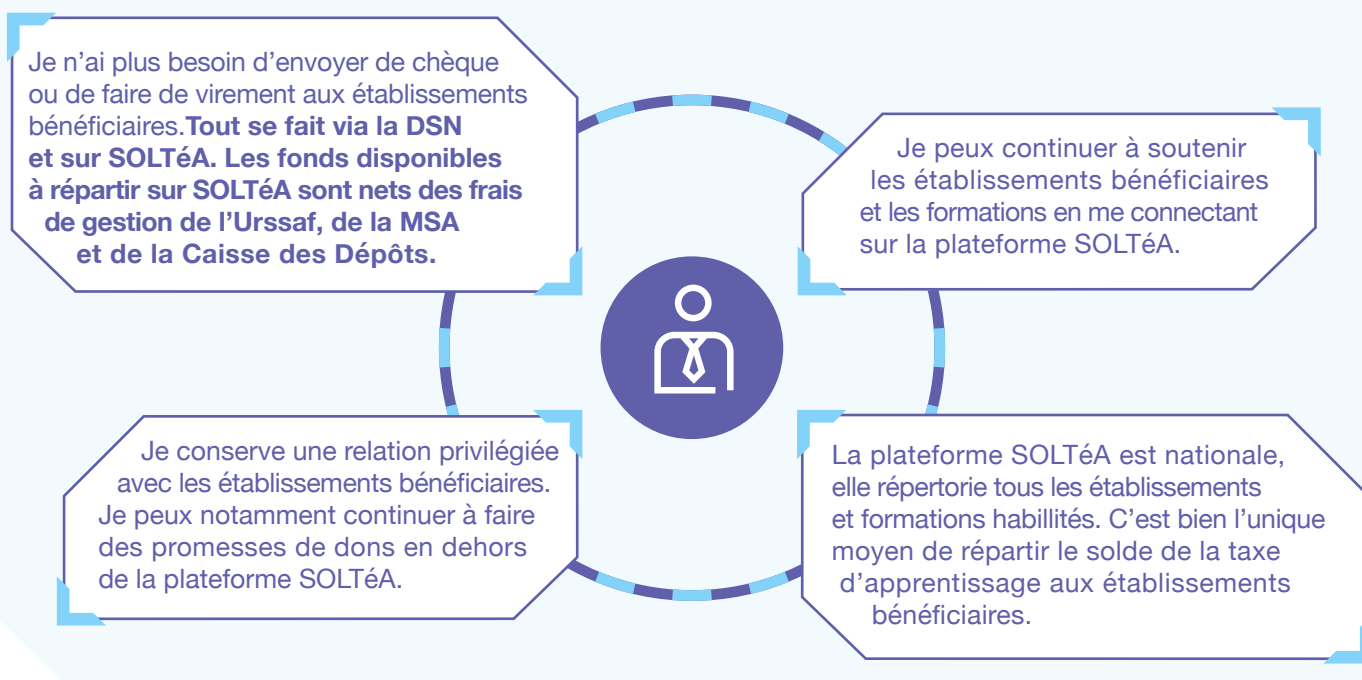 Je n'ai plus besoin d'envoyer de chèque
ou de faire de virement aux établissements
bénéficiaires.Tout se fait via la DSN
et sur SOLTéA. Les fonds disponibles
à répartir sur SOLTéA sont nets des frais
de gestion de l'Urssaf, de la MSA
et de la Caisse des Dépôts.
Je peux continuer à soutenir
les établissements bénéficiaires
et les formations en me connectant
sur la plateforme SOLTéA.
Je conserve une relation privilégiée
avec les établissements bénéficiaires.
Je peux notamment continuer à faire
des promesses de dons en dehors
de la plateforme SOLTéA.
La plateforme SOLTéA est nationale,
elle répertorie tous les établissements
et formations habillités. C'est bien l'unique
moyen de répartir le solde de la taxe
d'apprentissage aux établissements
bénéficiaires.